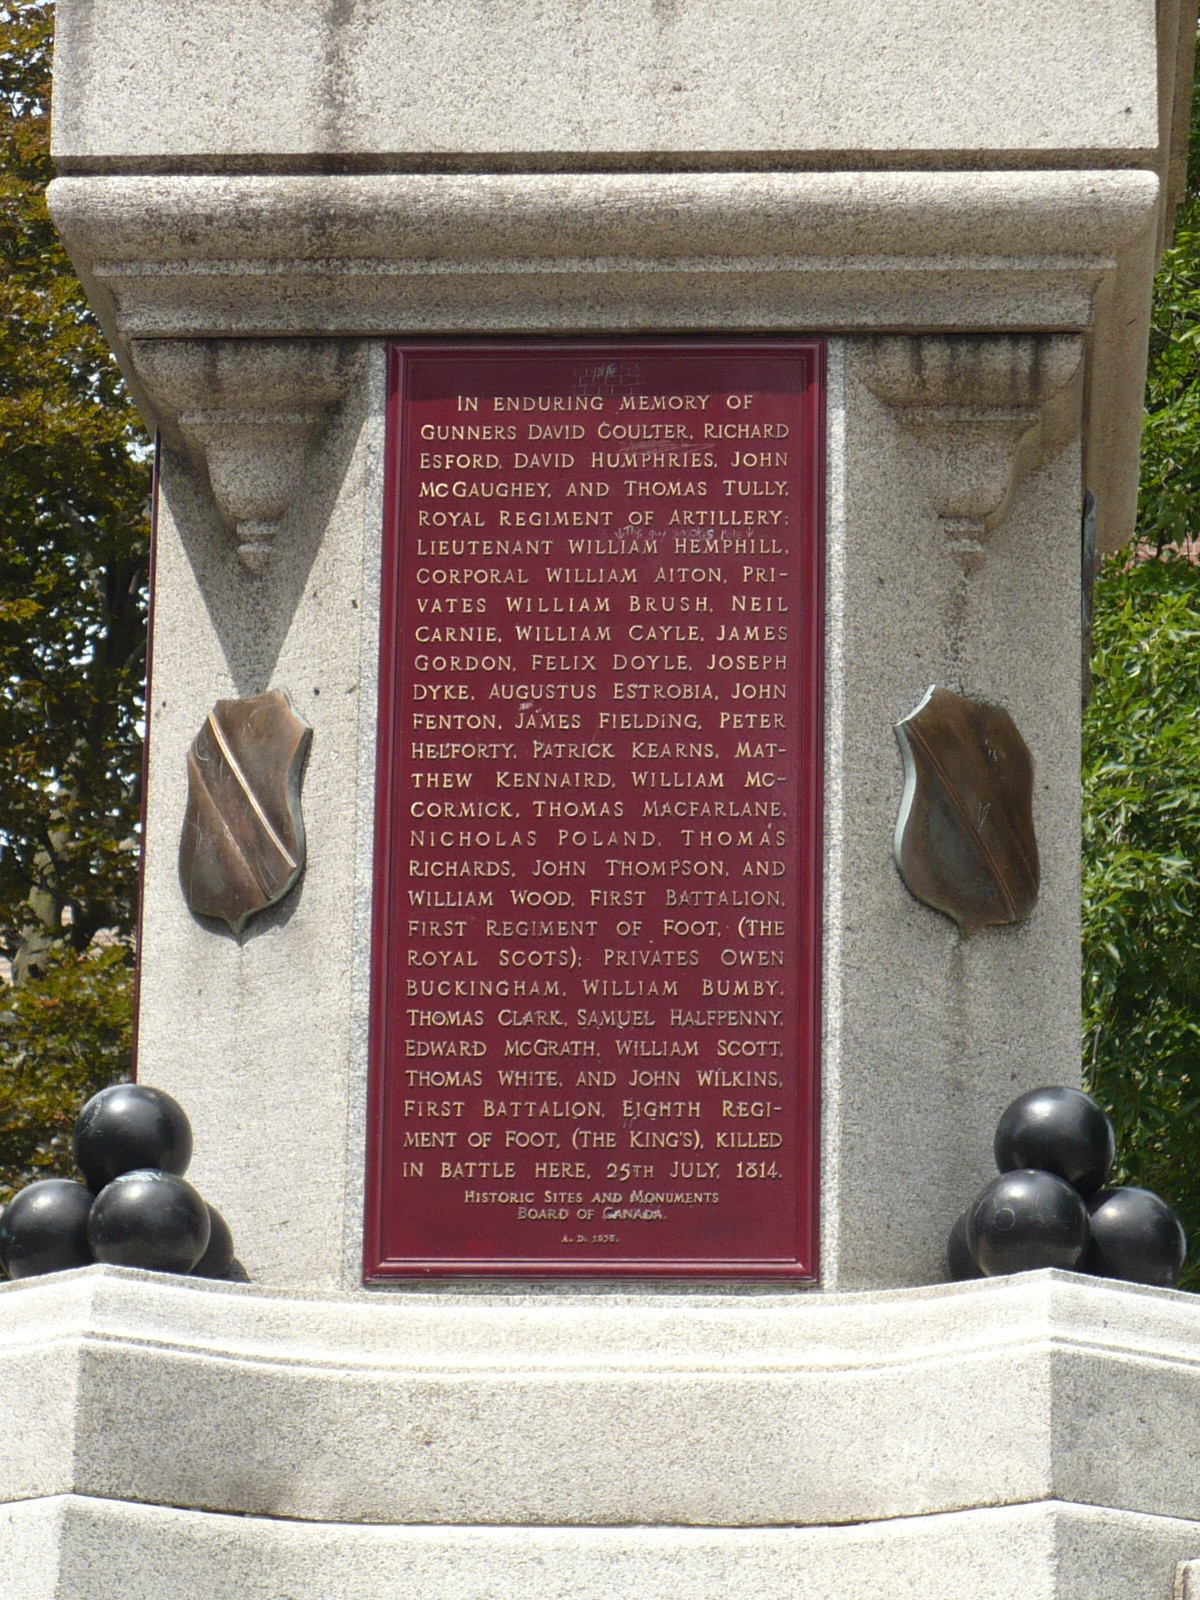 In enduring memory of
Gunners David Coulter, Richard
Esford, David Humphries, John
McGaughey, and Thomas Tully,
Royal Regiment of Artillery;
Lieutenant William Hemphill,
Corporal William Aiton, Pri-
vates William Brush, Neil
Carnie, William Cayle, James
Gordon, Felix Doyle, Joseph
Dyke, Augustus Estrobia, John
Fenton, James Fielding, Peter
Helforty, Patrick Kearns, Mat-
thew Kennaird, William Mc-
Cormick, Thomas MacFarlane,
Nicholas Poland, Thomas
Richards, John Thompson, and
William Wood, First Battalion,
First Regiment of Foot, (The
Royal Scots); Privates Owen
Buckingham, William Bumby,
Thomas Clark, Samuel Halfpenny,
Edward McGrath, William Scott,
Thomas White, and John Wilkins,
First Battalion, Eighth Regi-
ment of Foot, (The King's), killed
in battle here, 25th July, 1814.
Historic Sites and Monuments
Board of Canada.
A.D. 1938.